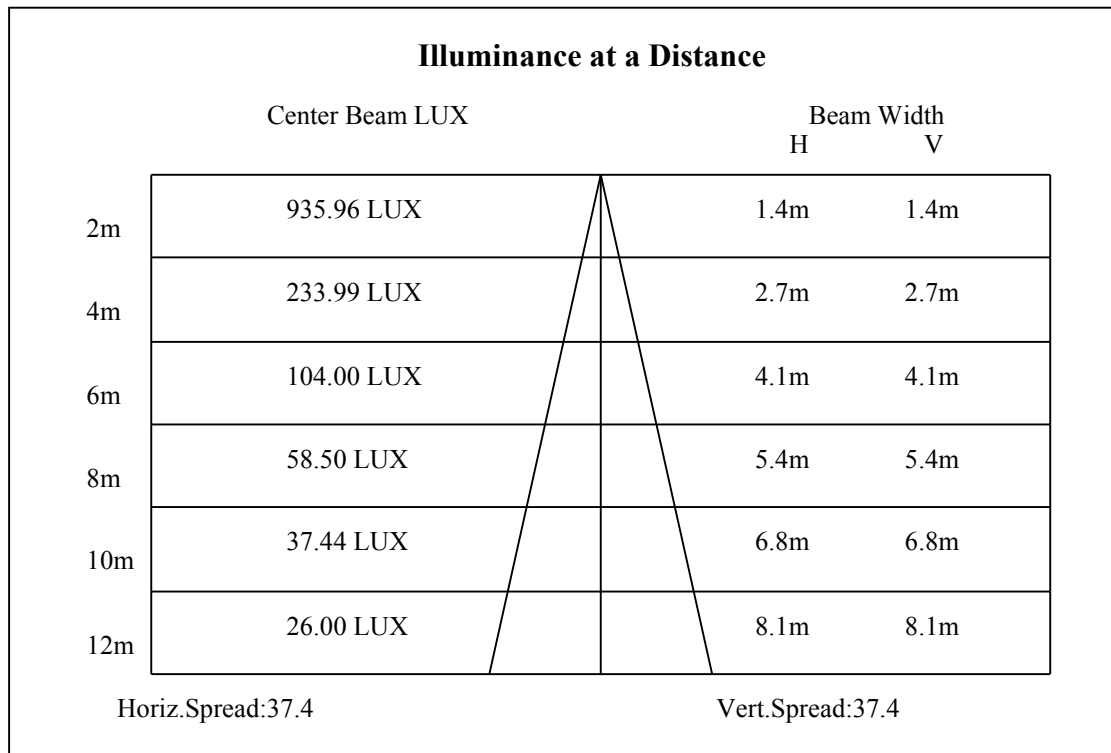 Illuminance at a Distance
Center Beam LUX Beam Width
H V
2m 935.96 LUX 1.4m 1.4m
4m 233.99 LUX 2.7m 2.7m
6m 104.00 LUX 4.1m 4.1m
8m 58.50 LUX 5.4m 5.4m
10m 37.44 LUX 6.8m 6.8m
12m 26.00 LUX 8.1m 8.1m
Horiz.Spread:37.4 Vert.Spread:37.4